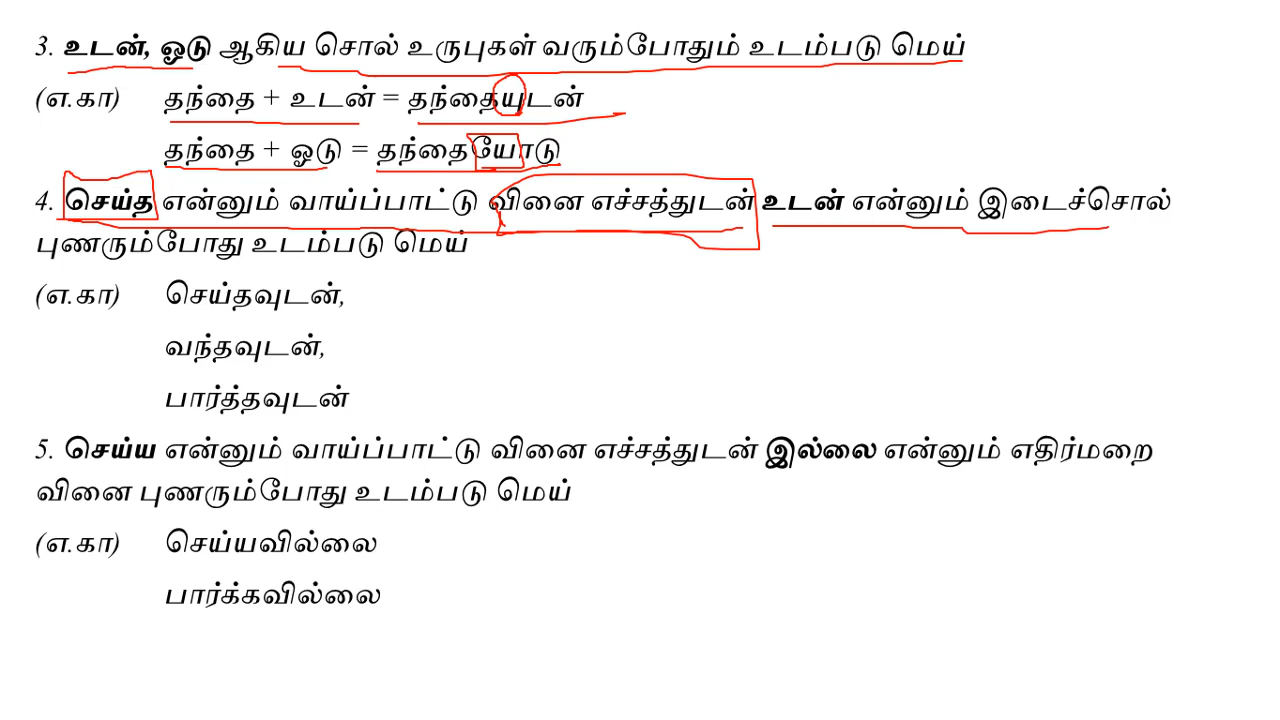 3. உடன், ஓடு ஆகிய சொல் உருபுகள் வரும்போதும் உடம்படு மெய்
(எ.கா) தந்தை + உடன் = தந்தையுடன்
தந்தை + ஓடு = தந்தையோடு
4. செய்த என்னும் வாய்ப்பாட்டு வினை எச்சத்துடன் உடன் என்னும் இடைச்சொல்
புணரும்போது உடம்படு மெய்
(எ.கா) செய்தவுடன்,
வந்தவுடன்,
பார்த்தவுடன்
5. செய்ய என்னும் வாய்ப்பாட்டு வினை எச்சத்துடன் இல்லை என்னும் எதிர்மறை
வினை புணரும்போது உடம்படு மெய்
(எ.கா) செய்யவில்லை
பார்க்கவில்லை